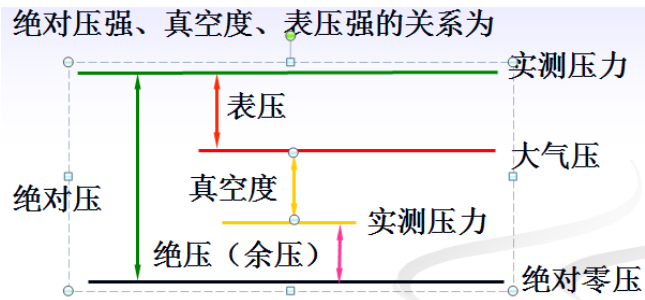 绝对压强、真空度、表压强的关系为
实测压力
表压
大气压
真空度
绝对压
实测压力
绝压（余压）
绝对零压